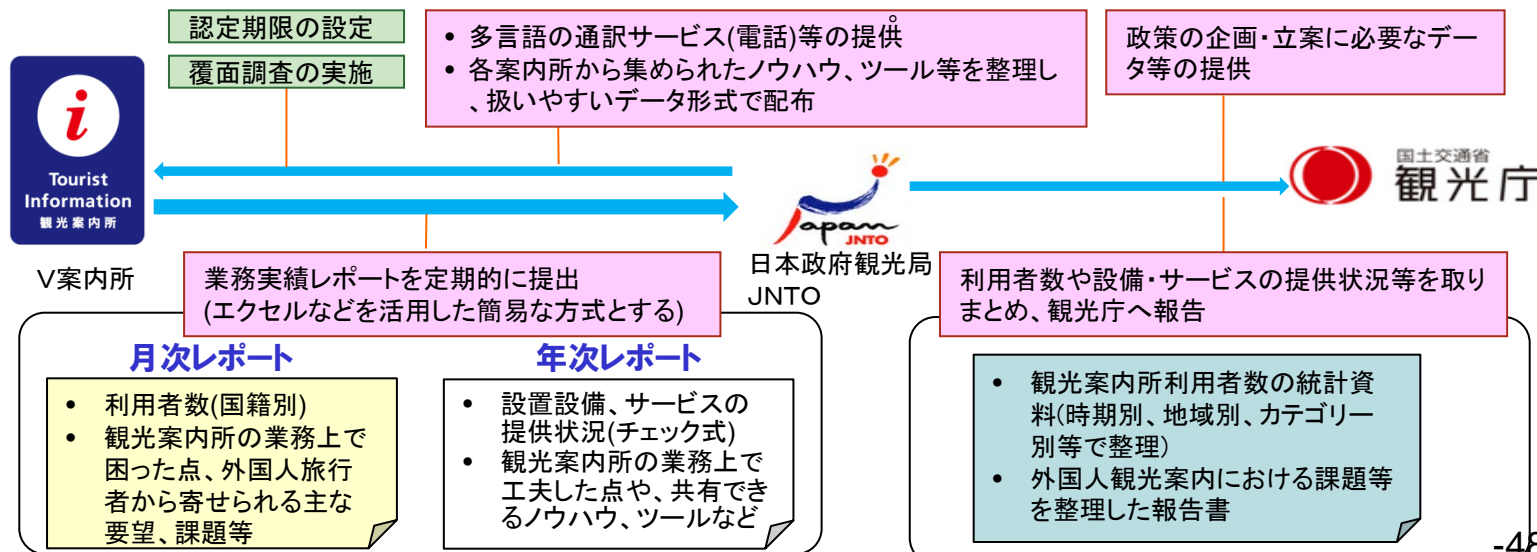 認定期限の設定
覆面調査の実施
• 多言語の通訳サービス(電話)等の提供
• 各案内所から集められたノウハウ、ツール等を整理し
、扱いやすいデータ形式で配布
政策の企画・立案に必要なデー
タ等の提供
i
Tourist
Information
観光案内所
Japan
JNTO
国土交通省
観光庁
V案内所
業務実績レポートを定期的に提出
(エクセルなどを活用した簡易な方式とする)
日本政府観光局
JNTO
利用者数や設備・サービスの提供状況等を取り
まとめ、観光庁へ報告
月次レポート
• 利用者数(国籍別)
• 観光案内所の業務上で
困った点、外国人旅行
者から寄せられる主な
要望、課題等
年次レポート
• 設置設備、サービスの
提供状況(チェック式)
• 観光案内所の業務上で
工夫した点や、共有でき
るノウハウ、ツールなど
• 観光案内所利用者数の統計資
料(時期別、地域別、カテゴリー
別等で整理)
• 外国人観光案内における課題等
を整理した報告書